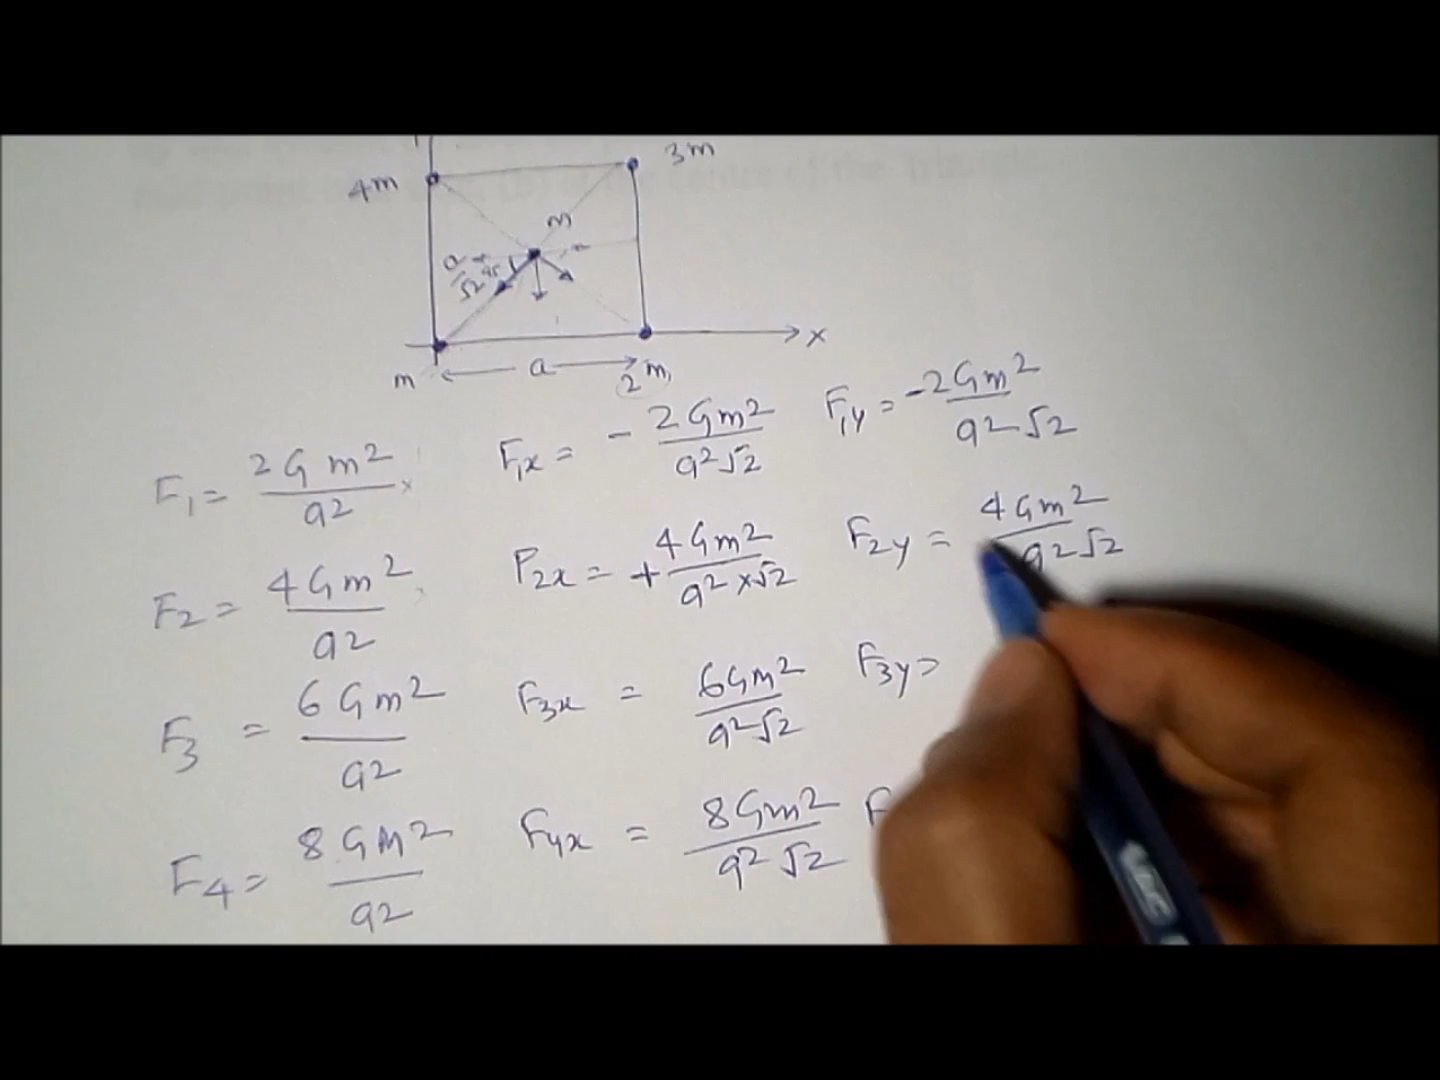 3m
4m
m
a/√2
45
x
m
a
2m
F₁ = 2Gm²/a² F₁x = - 2Gm²/a²√2 F₁y = -2Gm²/a²√2
F₂ = 4Gm²/a² F₂x = + 4Gm²/a²×√2 F₂y = 4Gm²/a²√2
F₃ = 6Gm²/a² F₃x = 6Gm²/a²√2 F₃y =
F₄ = 8GM²/a² F₄x = 8Gm²/a²√2 F